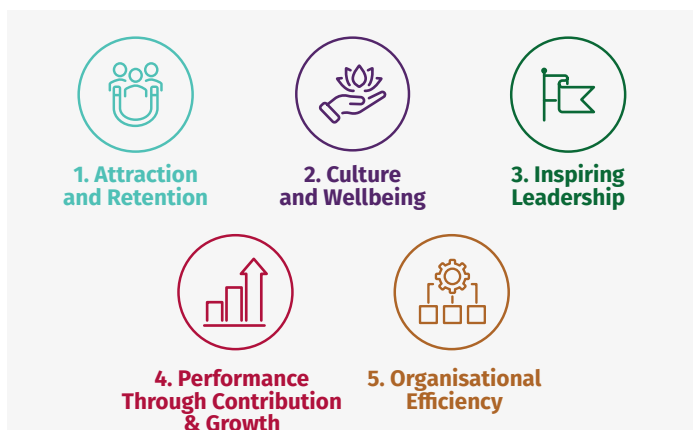 1. Attraction
and Retention
2. Culture
and Wellbeing
3. Inspiring
Leadership
4. Performance
Through Contribution
& Growth
5. Organisational
Efficiency